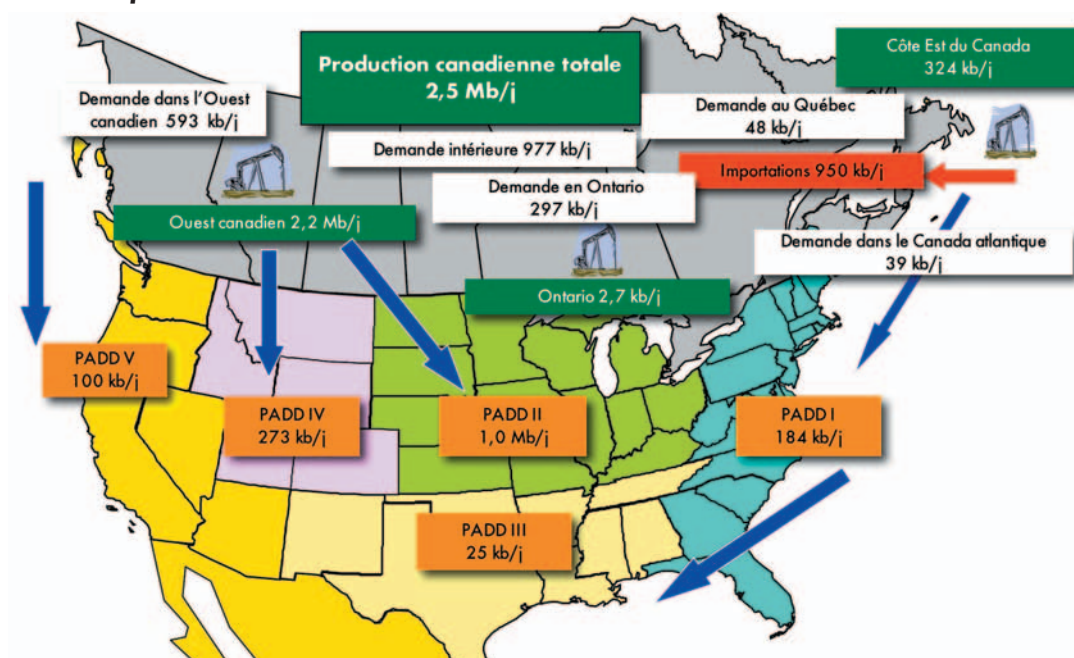 Production canadienne totale
2,5 Mb/j
Côte Est du Canada
324 kb/j
Demande dans l'Ouest
canadien 593 kb/j
Demande au Québec
48 kb/j
Demande intérieure 977 kb/j
Importations 950 kb/j
Demande en Ontario
297 kb/j
Ouest canadien 2,2 Mb/j
Demande dans le Canada atlantique
39 kb/j
Ontario 2,7 kb/j
PADD V
100 kb/j
PADD IV
273 kb/j
PADD II
1,0 Mb/j
PADD I
184 kb/j
PADD III
25 kb/j